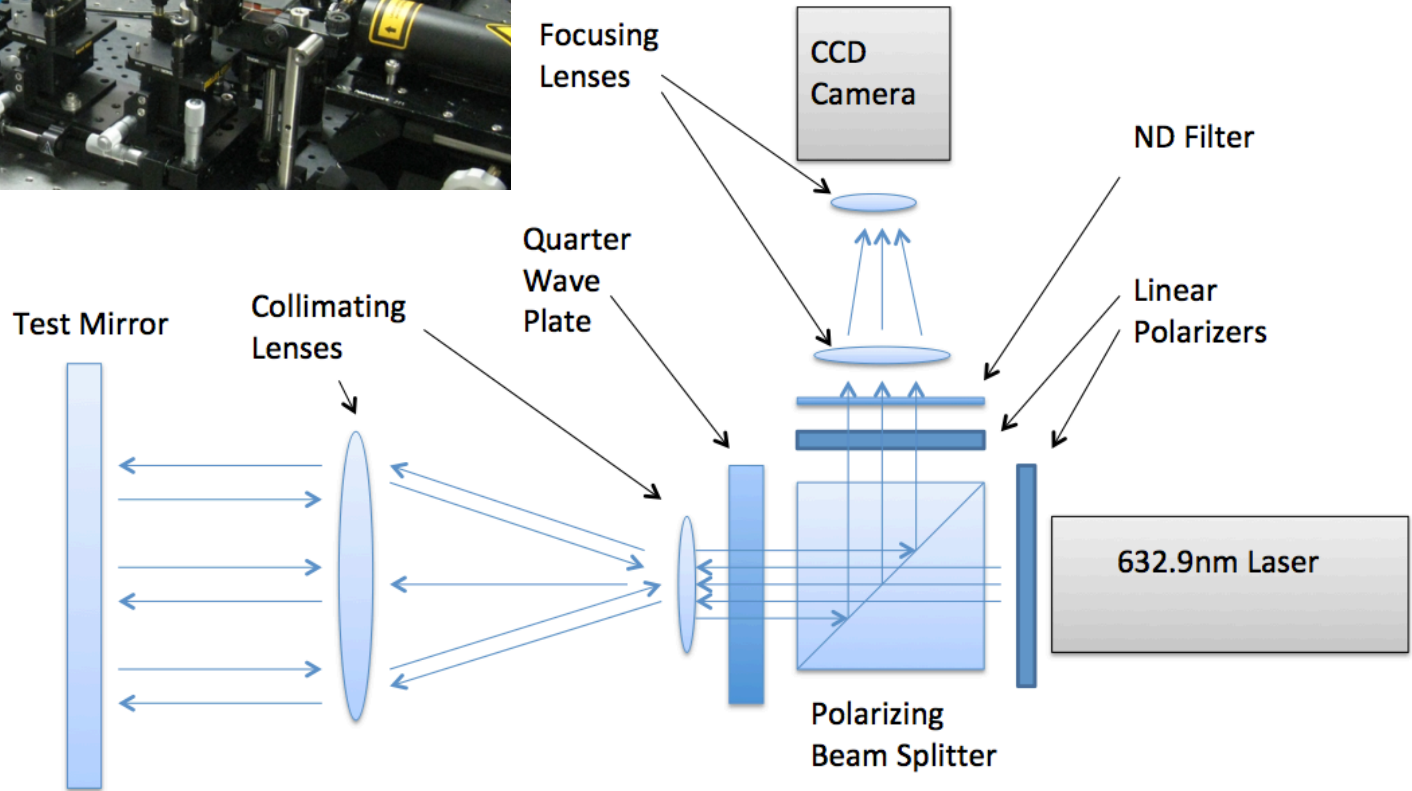 Focusing
Lenses
CCD
Camera
ND Filter
Quarter
Wave
Plate
Linear
Polarizers
Collimating
Lenses
Test Mirror
632.9nm Laser
Polarizing
Beam Splitter